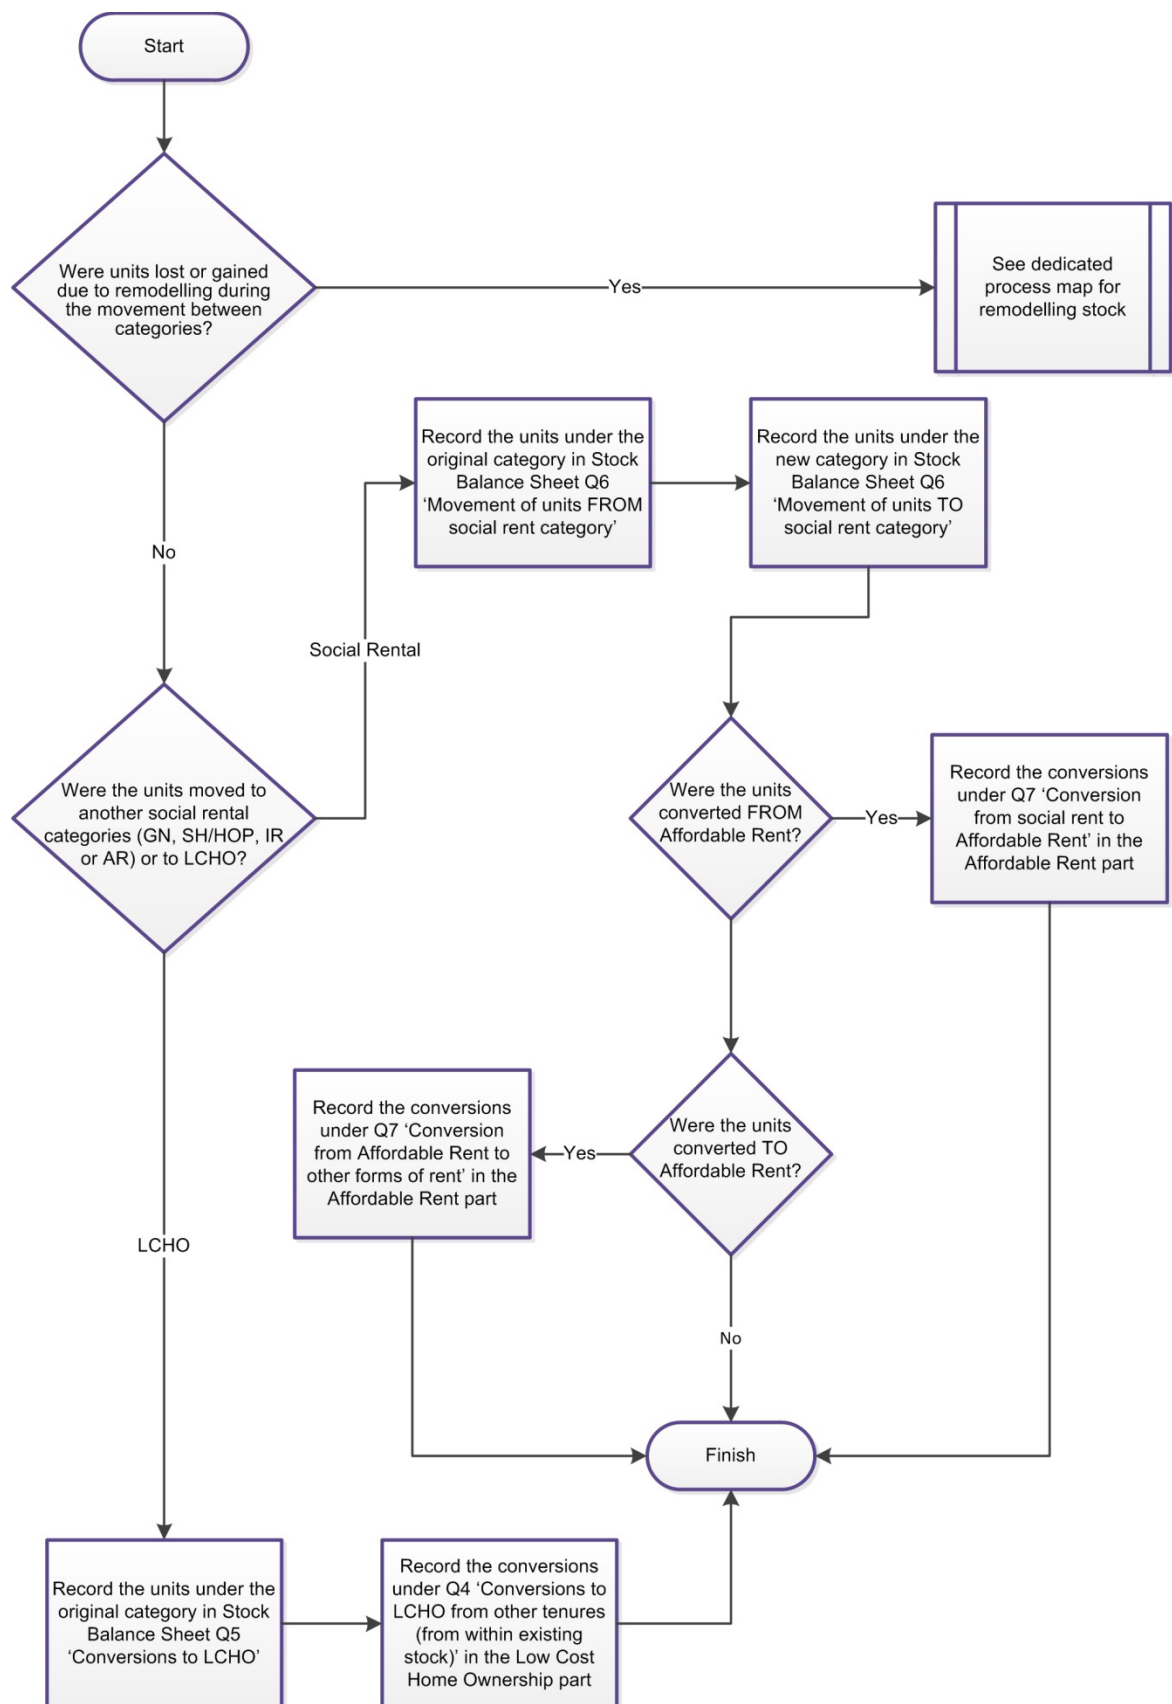 Start
Were units lost or gained
due to remodelling during
the movement between
categories?
Yes
See dedicated
process map for
remodelling stock
No
Record the units under the
original category in Stock
Balance Sheet Q6
‘Movement of units FROM
social rent category’
Record the units under the
new category in Stock
Balance Sheet Q6
‘Movement of units TO
social rent category’
Social Rental
Were the units moved to
another social rental
categories (GN, SH/HOP, IR
or AR) or to LCHO?
Were the units
converted FROM
Affordable Rent?
Yes
Record the conversions
under Q7 ‘Conversion
from social rent to
Affordable Rent’ in the
Affordable Rent part
Were the units
converted TO
Affordable Rent?
Yes
Record the conversions
under Q7 ‘Conversion
from Affordable Rent to
other forms of rent’ in the
Affordable Rent part
LCHO
No
Finish
Record the units under the
original category in Stock
Balance Sheet Q5
‘Conversions to LCHO’
Record the conversions
under Q4 ‘Conversions to
LCHO from other tenures
(from within existing
stock)’ in the Low Cost
Home Ownership part